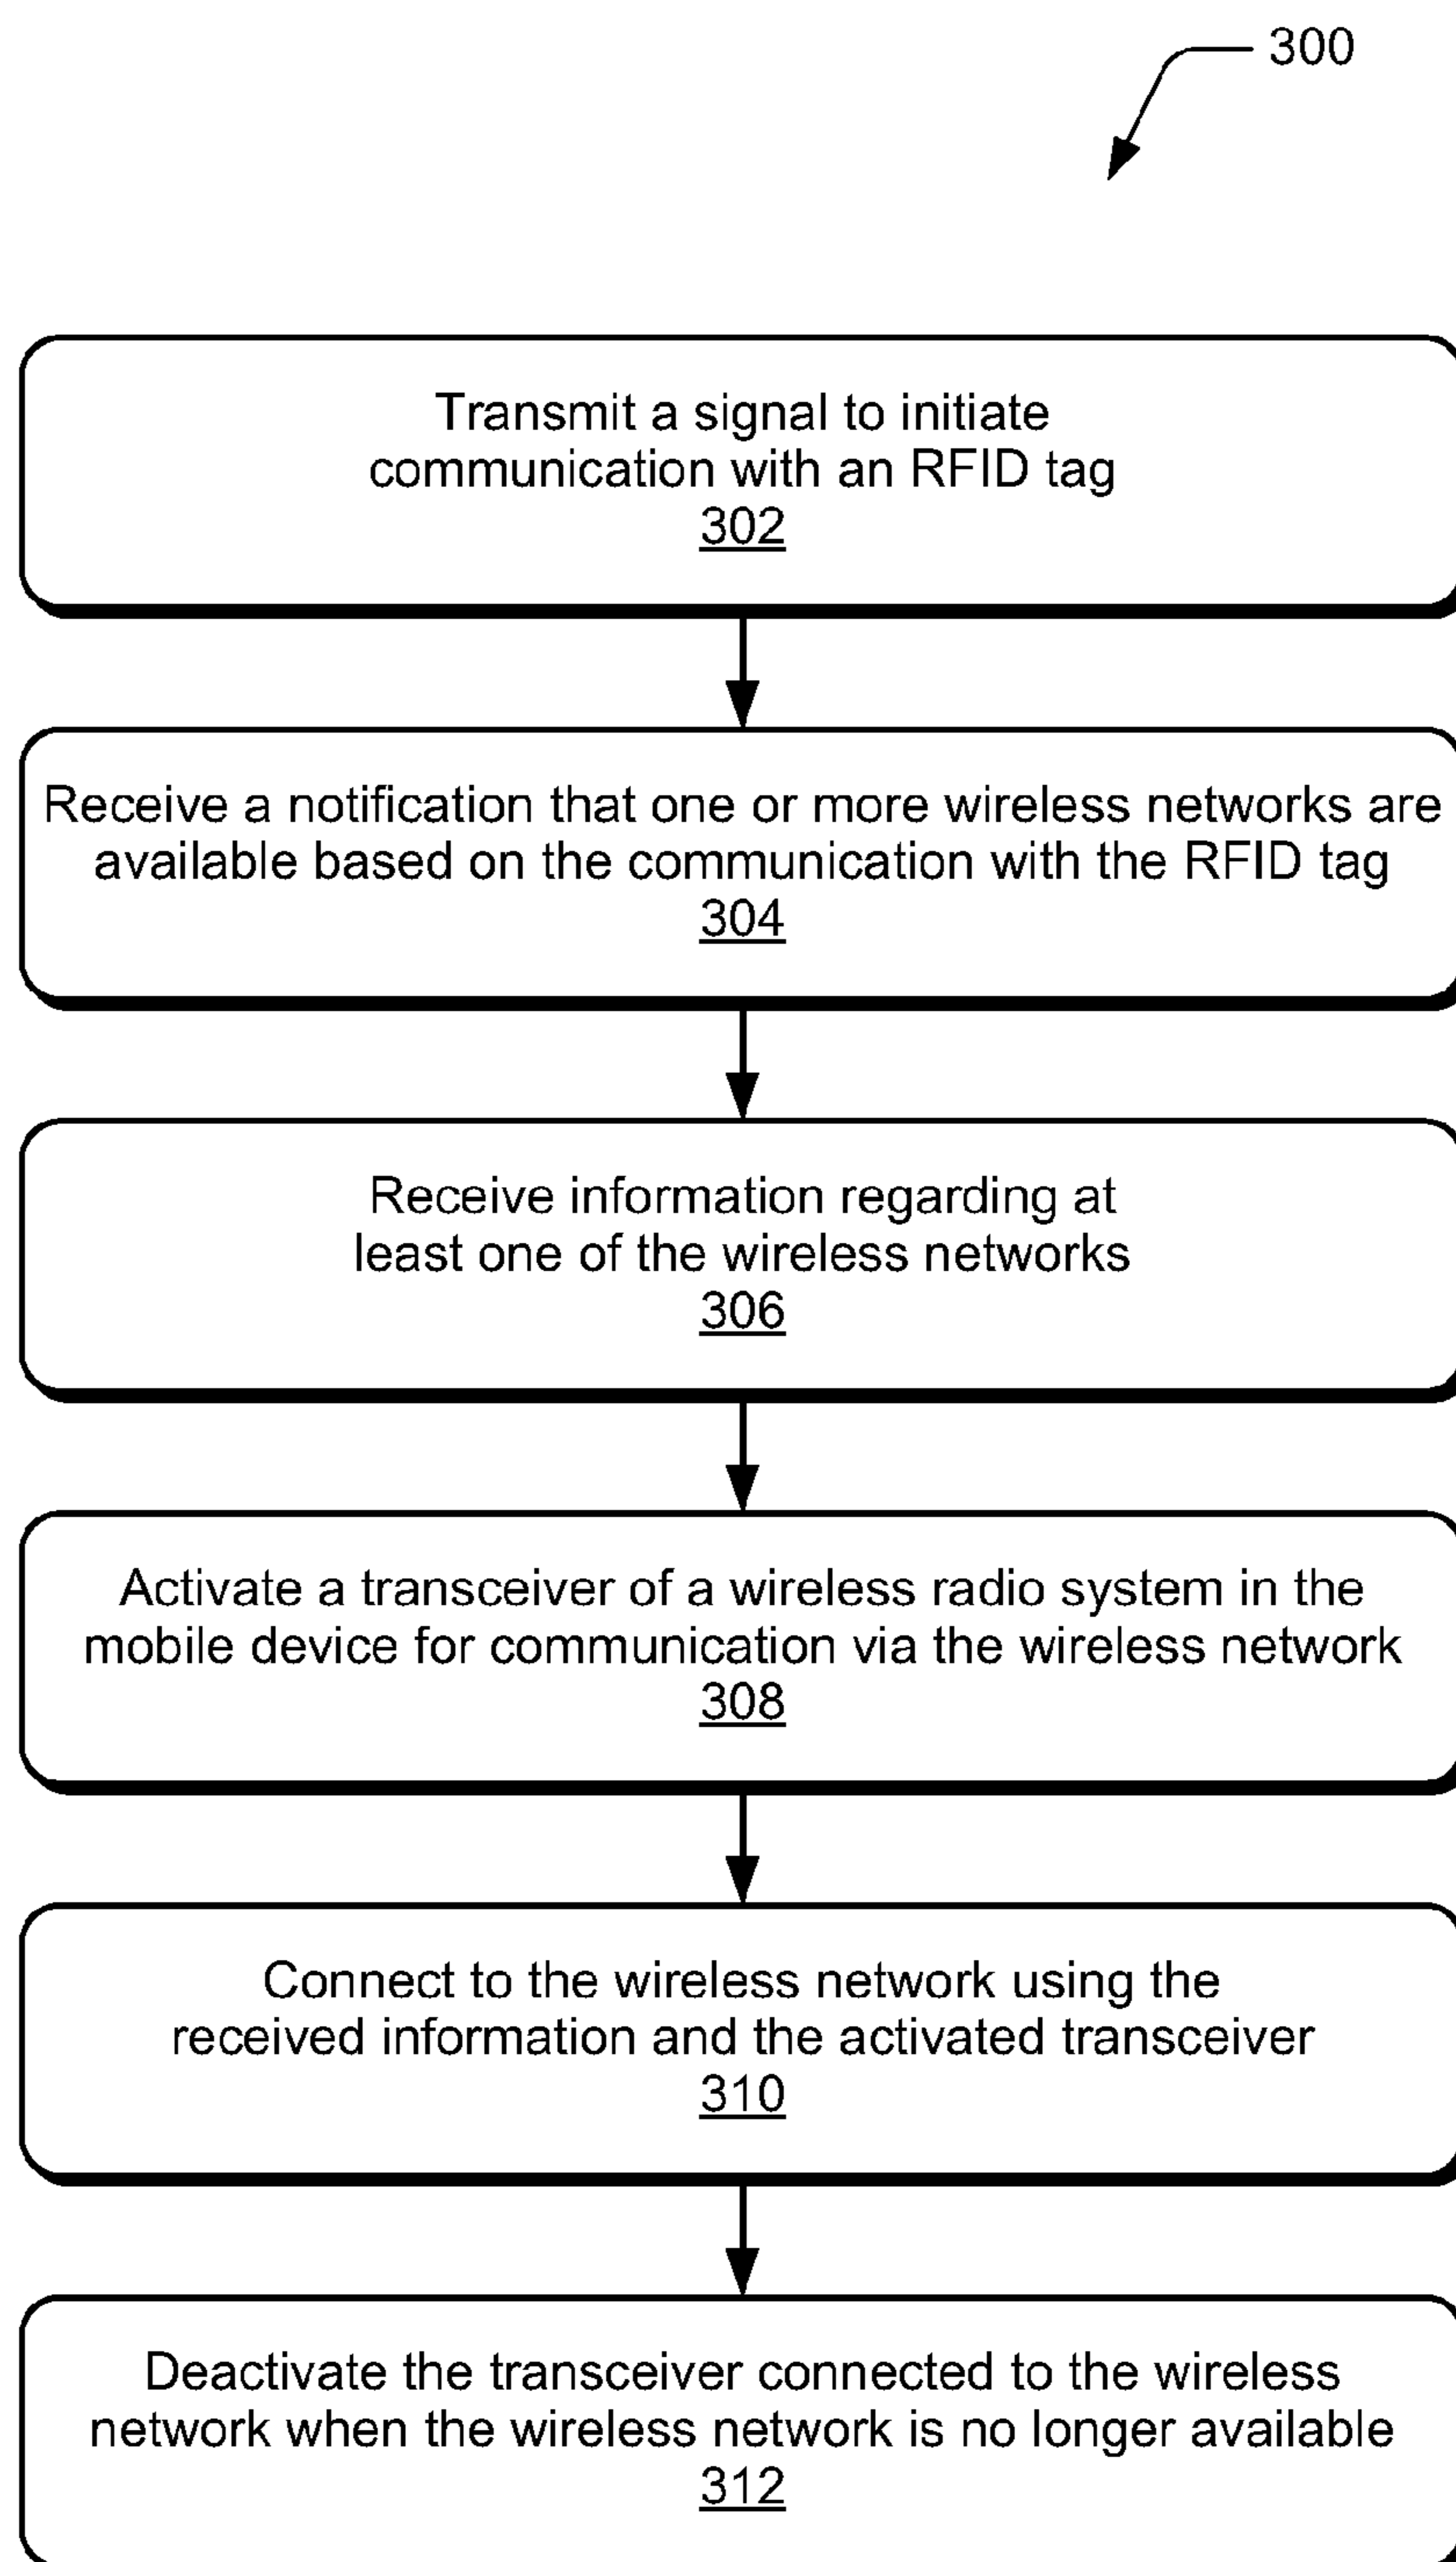 300
Transmit a signal to initiate
communication with an RFID tag
302
Receive a notification that one or more wireless networks are
available based on the communication with the RFID tag
304
Receive information regarding at
least one of the wireless networks
306
Activate a transceiver of a wireless radio system in the
mobile device for communication via the wireless network
308
Connect to the wireless network using the
received information and the activated transceiver
310
Deactivate the transceiver connected to the wireless
network when the wireless network is no longer available
312